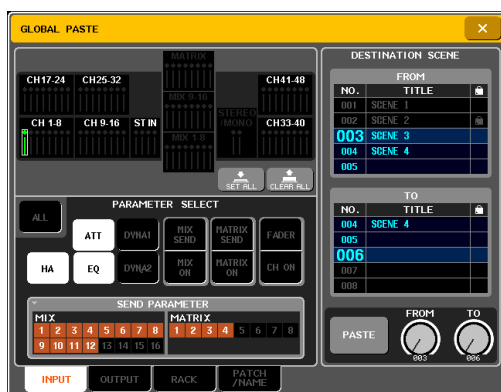 GLOBAL PASTE
MATRIX
CH17-24 CH25-32 CH41-48
MIX 9-16
STEREO /MONO
CH 1-8 CH 9-16 ST IN CH33-40
MIX 1-8
SET ALL CLEAR ALL
PARAMETER SELECT
ALL
ATT DYNA1 MIX SEND MATRIX SEND FADER
HA EQ DYNA2 MIX ON MATRIX ON CH ON
SEND PARAMETER
MIX MATRIX
1 2 3 4 5 6 7 8 1 2 3 4 5 6 7 8
9 10 11 12 13 14 15 16
INPUT OUTPUT RACK PATCH /NAME
DESTINATION SCENE
FROM
NO. TITLE
001 SCENE 1
002 SCENE 2
003 SCENE 3
004 SCENE 4
005
TO
NO. TITLE
004 SCENE 4
005
006
007
008
PASTE
FROM TO
003 006